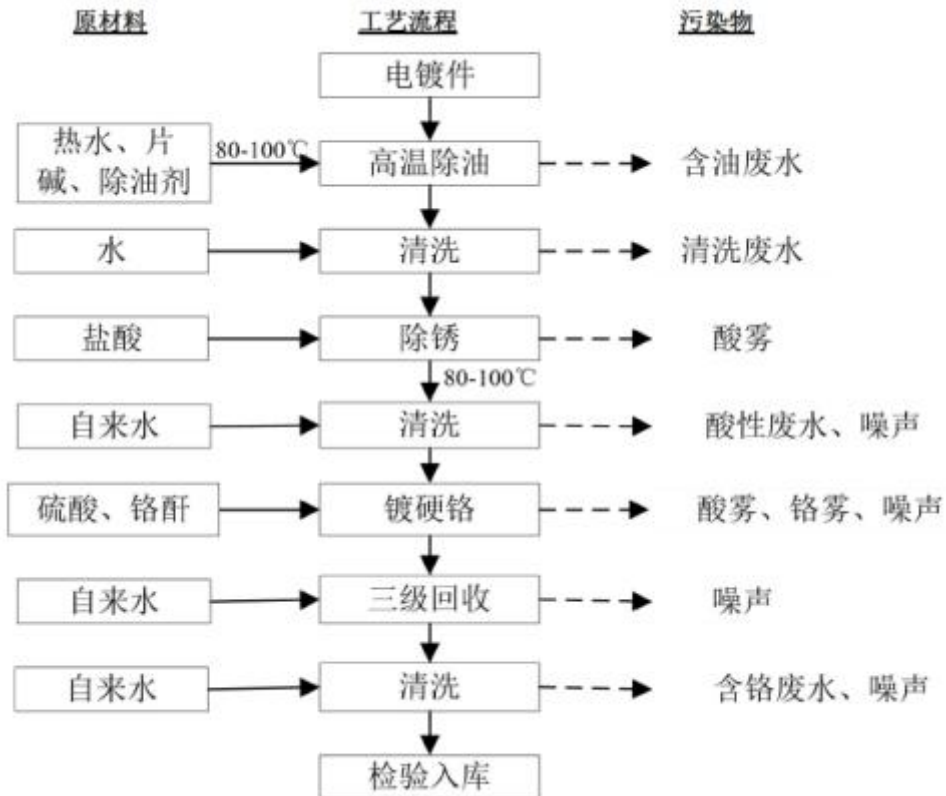 原材料 工艺流程 污染物
电镀件
热水、片
碱、除油剂
80-100℃
高温除油
含油废水
水
清洗
清洗废水
盐酸
除锈
酸雾
80-100℃
自来水
清洗
酸性废水、噪声
硫酸、铬酐
镀硬铬
酸雾、铬雾、噪声
自来水
三级回收
噪声
自来水
清洗
含铬废水、噪声
检验入库